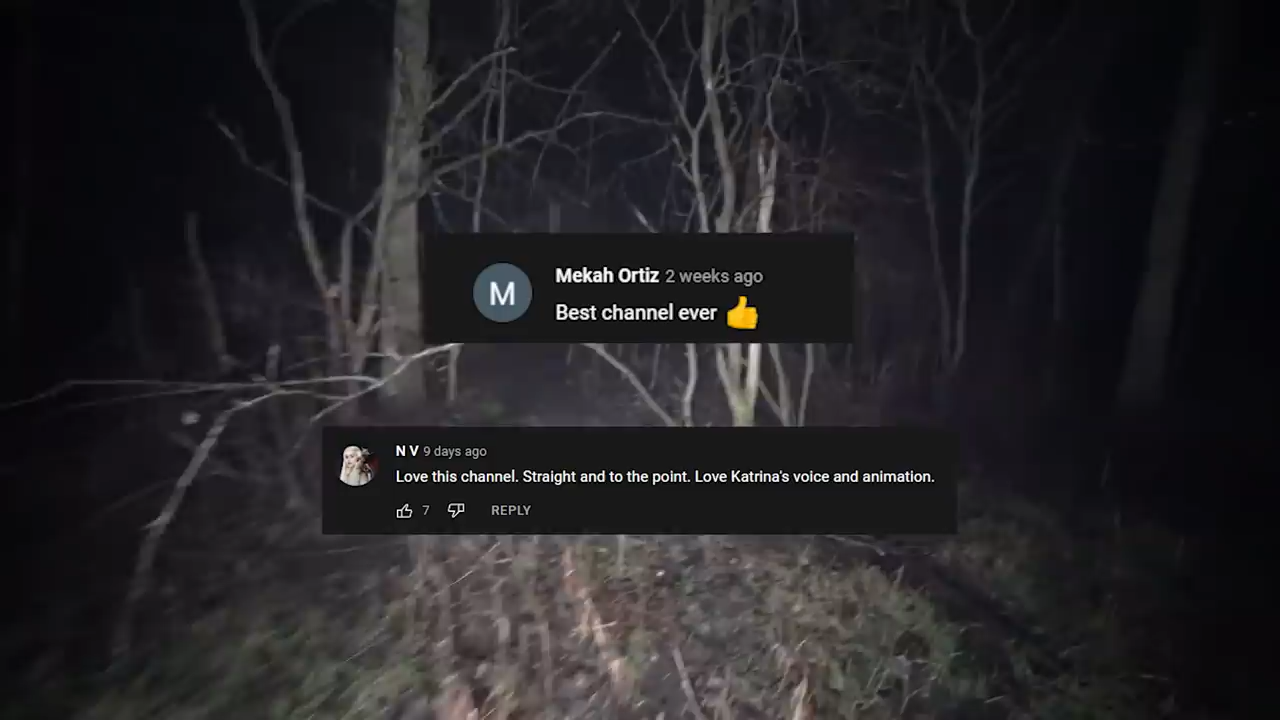 M
Mekah Ortiz 2 weeks ago
Best channel ever 👍
N V 9 days ago
Love this channel. Straight and to the point. Love Katrina's voice and animation.
7 REPLY